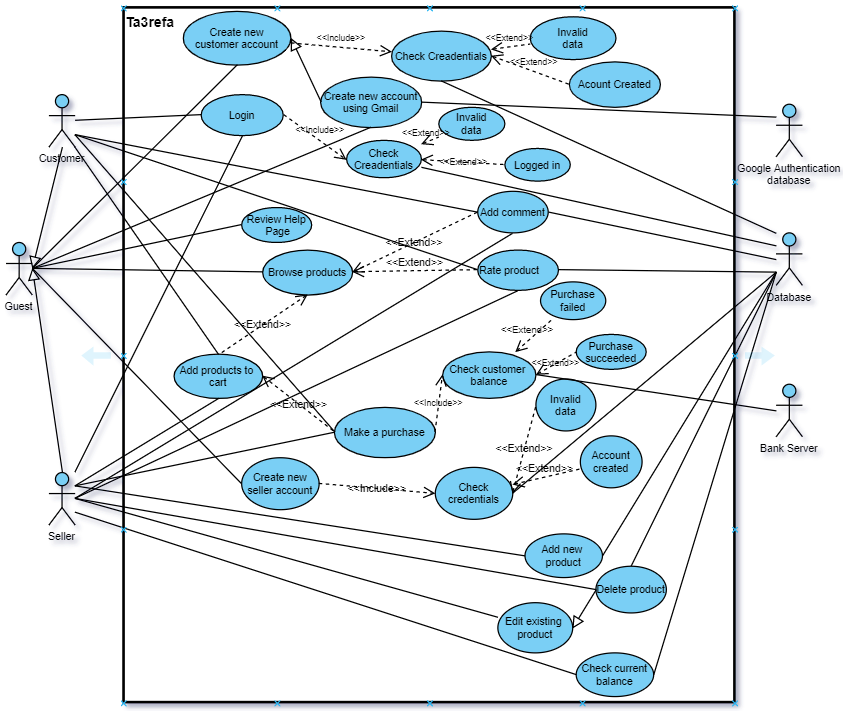 Ta3refa
Create new
customer account
<<Include>>
Check Creadentials
<<Extend>>
Invalid
data
<<Extend>>
Acount Created
Create new account
using Gmail
Login
<<Include>>
Invalid
data
<<Extend>>
Check
Creadentials
<<Extend>>
Logged in
Customer
Google Authentication
database
Review Help
Page
Add comment
<<Extend>>
Browse products
<<Extend>>
Rate product
Guest
Database
Purchase
failed
<<Extend>>
<<Extend>>
Purchase
succeeded
<<Extend>>
Add products to
cart
Check customer
balance
<<Include>>
<<Extend>>
Make a purchase
Invalid
data
Bank Server
<<Extend>>
Account
created
<<Extend>>
Create new
seller account
<<Include>>
Check
credentials
Seller
Add new
product
Delete product
Edit existing
product
Check current
balance